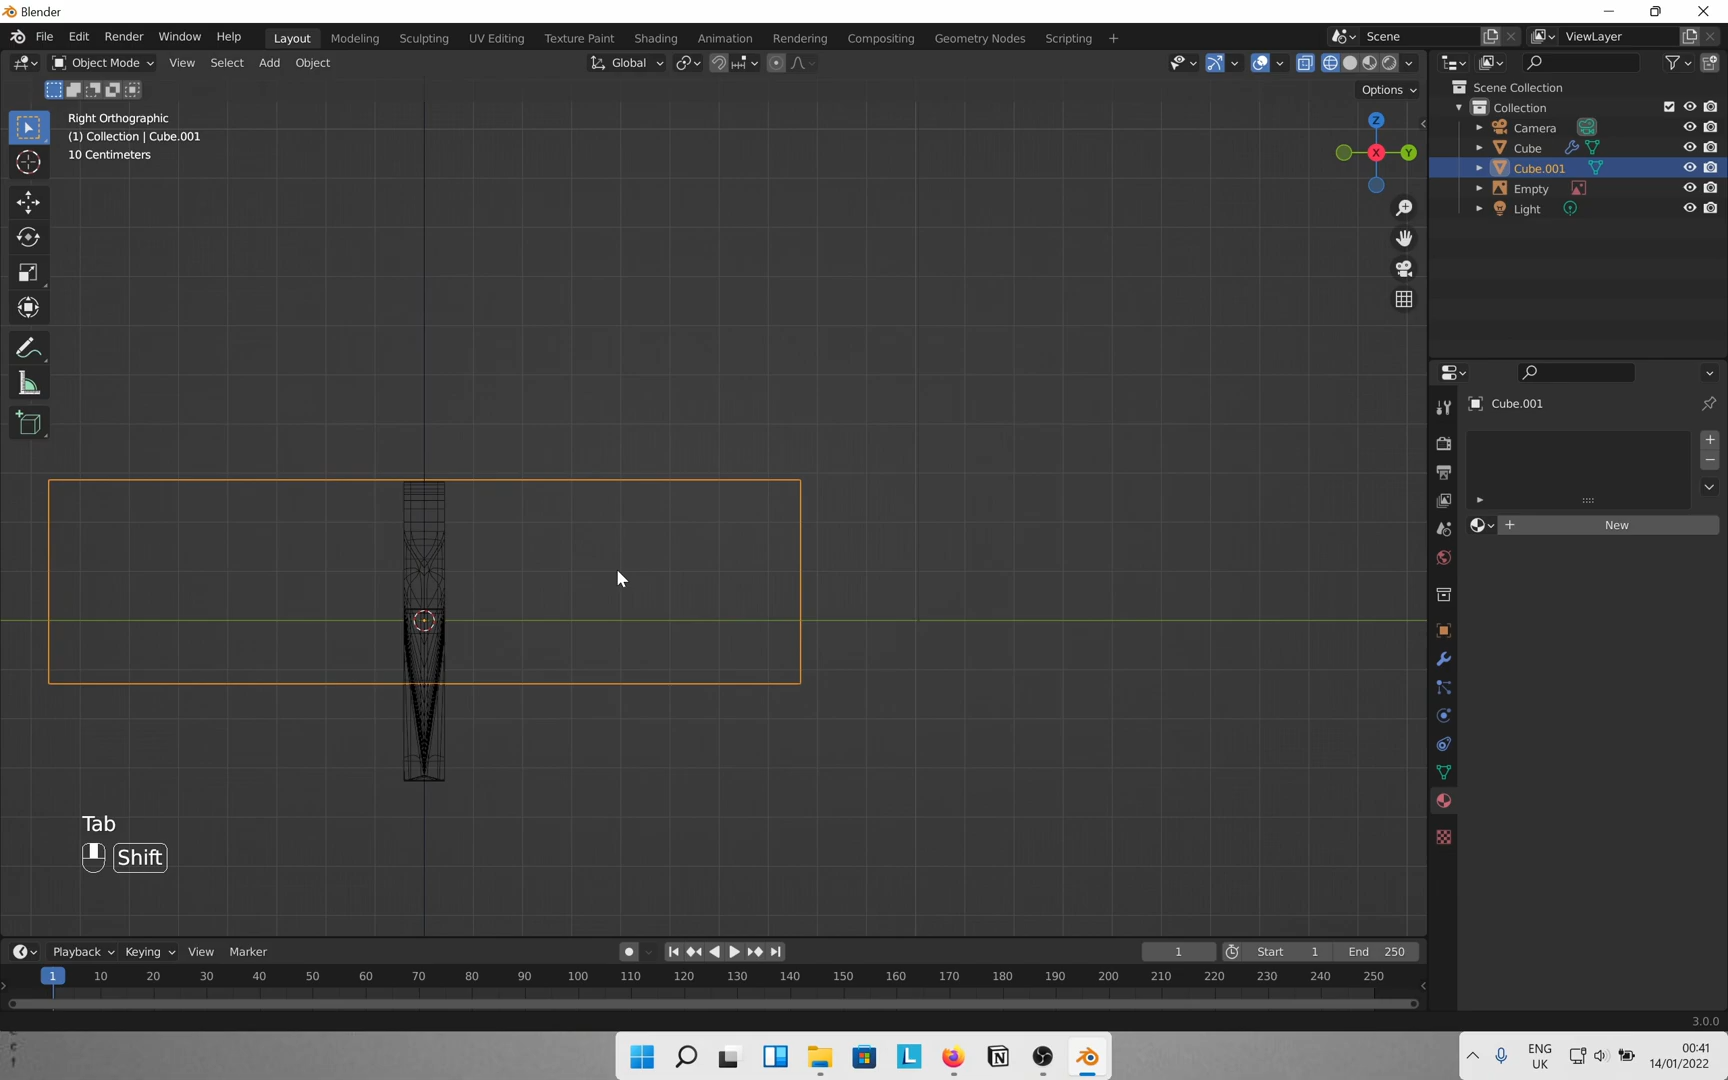 Blender
File Edit Render Window Help Layout Modeling Sculpting UV Editing Texture Paint Shading Animation Rendering Compositing Geometry Nodes Scripting + Scene ViewLayer
Object Mode View Select Add Object Global
Options
Right Orthographic
(1) Collection | Cube.001
10 Centimeters
Z
X
Y
Scene Collection
Collection
Camera
Cube
Cube.001
Empty
Light
Cube.001
+ New
Tab
Shift
Playback Keying View Marker 1 Start 1 End 250
1 10 20 30 40 50 60 70 80 90 100 110 120 130 140 150 160 170 180 190 200 210 220 230 240 250
3.0.0
ENG
UK
00:41
14/01/2022